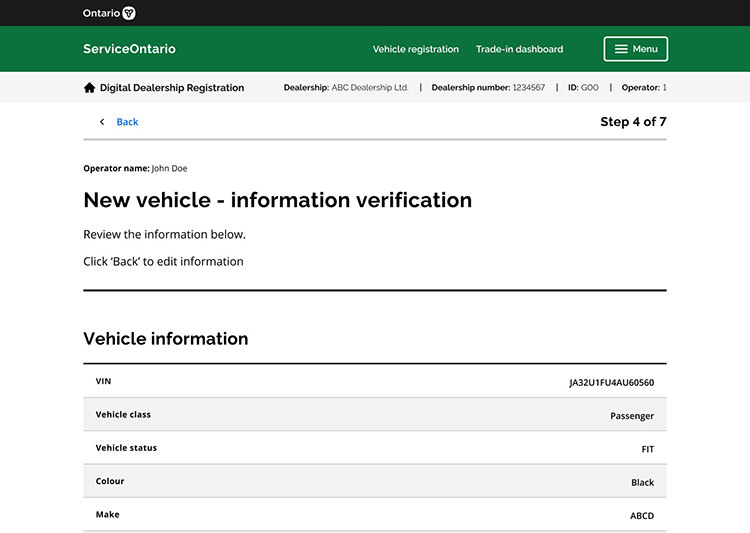 Ontario
ServiceOntario Vehicle registration Trade-in dashboard Menu
Digital Dealership Registration Dealership: ABC Dealership Ltd. | Dealership number: 1234567 | ID: G00 | Operator: 1
Back Step 4 of 7
Operator name: John Doe
New vehicle - information verification
Review the information below.
Click ‘Back’ to edit information
Vehicle information
VIN JA32U1FU4AU60560
Vehicle class Passenger
Vehicle status FIT
Colour Black
Make ABCD